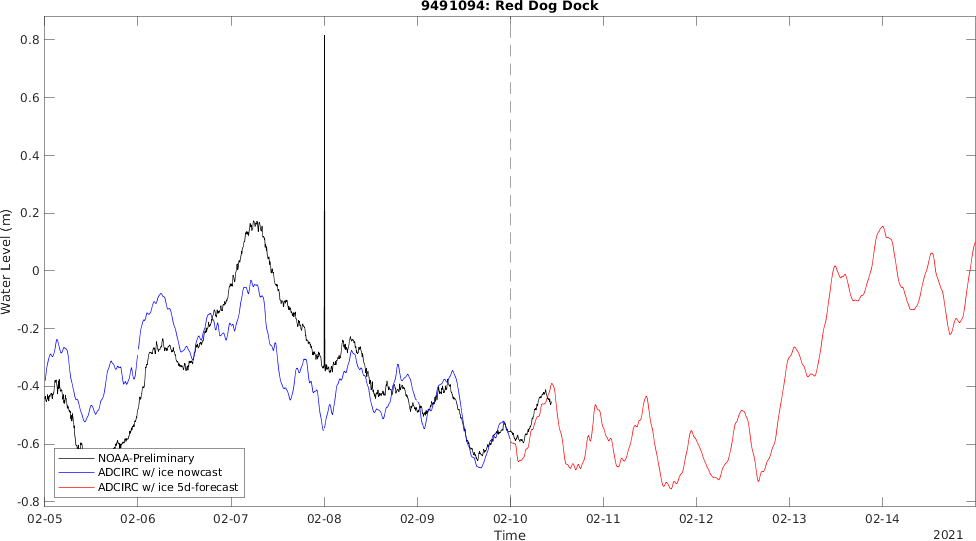 9491094: Red Dog Dock
Water Level (m)
0.8
0.6
0.4
0.2
0
-0.2
-0.4
-0.6
-0.8
NOAA-Preliminary
ADCIRC w/ ice nowcast
ADCIRC w/ ice 5d-forecast
02-05 02-06 02-07 02-08 02-09 02-10 02-11 02-12 02-13 02-14
Time
2021